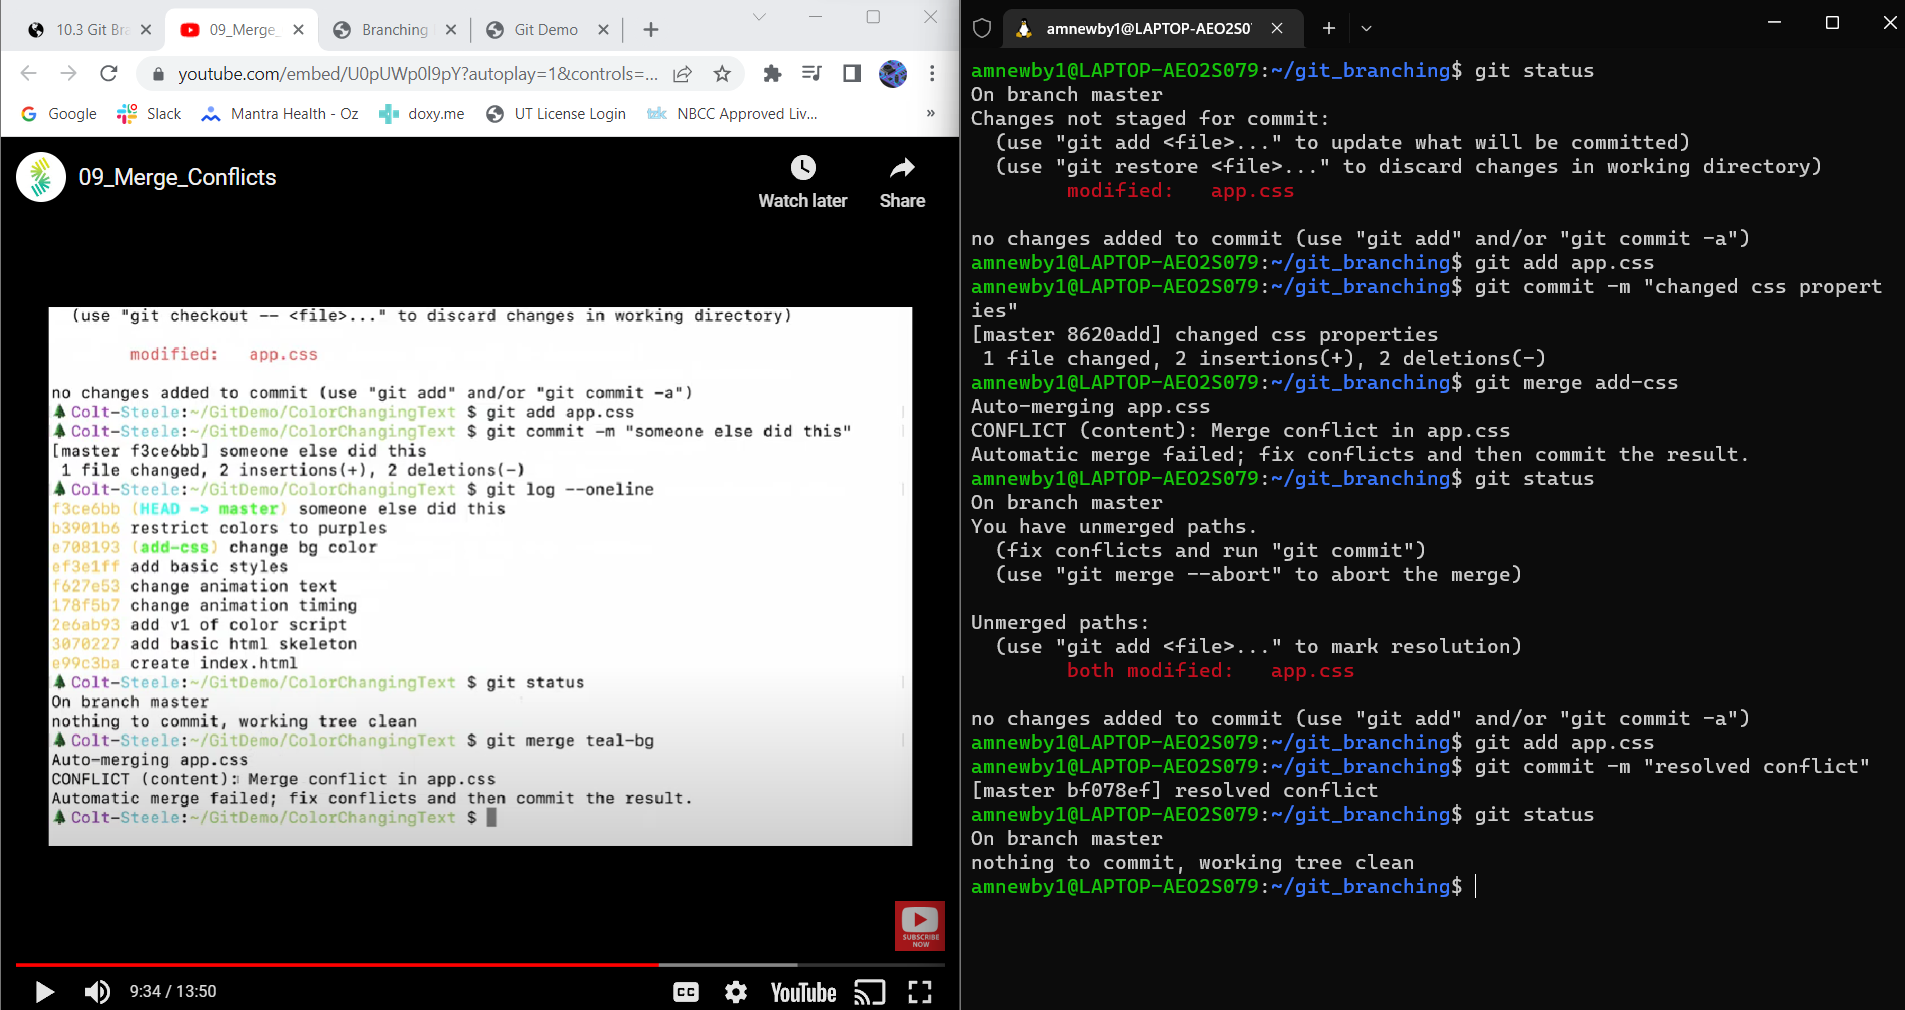 10.3 Git Bra
09_Merge_
Branching
Git Demo
youtube.com/embed/U0pUWp0l9pY?autoplay=1&controls=...
Google
Slack
Mantra Health - Oz
doxy.me
UT License Login
NBCC Approved Liv...
»
09_Merge_Conflicts
Watch later
Share
(use "git checkout -- <file>..." to discard changes in working directory)
modified:   app.css
no changes added to commit (use "git add" and/or "git commit -a")
Colt-Steele:~/GitDemo/ColorChangingText $ git add app.css
Colt-Steele:~/GitDemo/ColorChangingText $ git commit -m "someone else did this"
[master f3ce6bb] someone else did this
1 file changed, 2 insertions(+), 2 deletions(-)
Colt-Steele:~/GitDemo/ColorChangingText $ git log --oneline
f3ce6bb (HEAD -> master) someone else did this
b3901b6 restrict colors to purples
e708193 (add-css) change bg color
ef3e1ff add basic styles
f627e53 change animation text
178f5b7 change animation timing
2e6ab93 add v1 of color script
3070227 add basic html skeleton
e99c3ba create index.html
Colt-Steele:~/GitDemo/ColorChangingText $ git status
On branch master
nothing to commit, working tree clean
Colt-Steele:~/GitDemo/ColorChangingText $ git merge teal-bg
Auto-merging app.css
CONFLICT (content): Merge conflict in app.css
Automatic merge failed; fix conflicts and then commit the result.
Colt-Steele:~/GitDemo/ColorChangingText $
SUBSCRIBE
NOW
9:34 / 13:50
CC
YouTube
amnewby1@LAPTOP-AEO2S0
amnewby1@LAPTOP-AEO2S079:~/git_branching$ git status
On branch master
Changes not staged for commit:
(use "git add <file>..." to update what will be committed)
(use "git restore <file>..." to discard changes in working directory)
modified:   app.css
no changes added to commit (use "git add" and/or "git commit -a")
amnewby1@LAPTOP-AEO2S079:~/git_branching$ git add app.css
amnewby1@LAPTOP-AEO2S079:~/git_branching$ git commit -m "changed css propert
ies"
[master 8620add] changed css properties
1 file changed, 2 insertions(+), 2 deletions(-)
amnewby1@LAPTOP-AEO2S079:~/git_branching$ git merge add-css
Auto-merging app.css
CONFLICT (content): Merge conflict in app.css
Automatic merge failed; fix conflicts and then commit the result.
amnewby1@LAPTOP-AEO2S079:~/git_branching$ git status
On branch master
You have unmerged paths.
(fix conflicts and run "git commit")
(use "git merge --abort" to abort the merge)
Unmerged paths:
(use "git add <file>..." to mark resolution)
both modified:   app.css
no changes added to commit (use "git add" and/or "git commit -a")
amnewby1@LAPTOP-AEO2S079:~/git_branching$ git add app.css
amnewby1@LAPTOP-AEO2S079:~/git_branching$ git commit -m "resolved conflict"
[master bf078ef] resolved conflict
amnewby1@LAPTOP-AEO2S079:~/git_branching$ git status
On branch master
nothing to commit, working tree clean
amnewby1@LAPTOP-AEO2S079:~/git_branching$